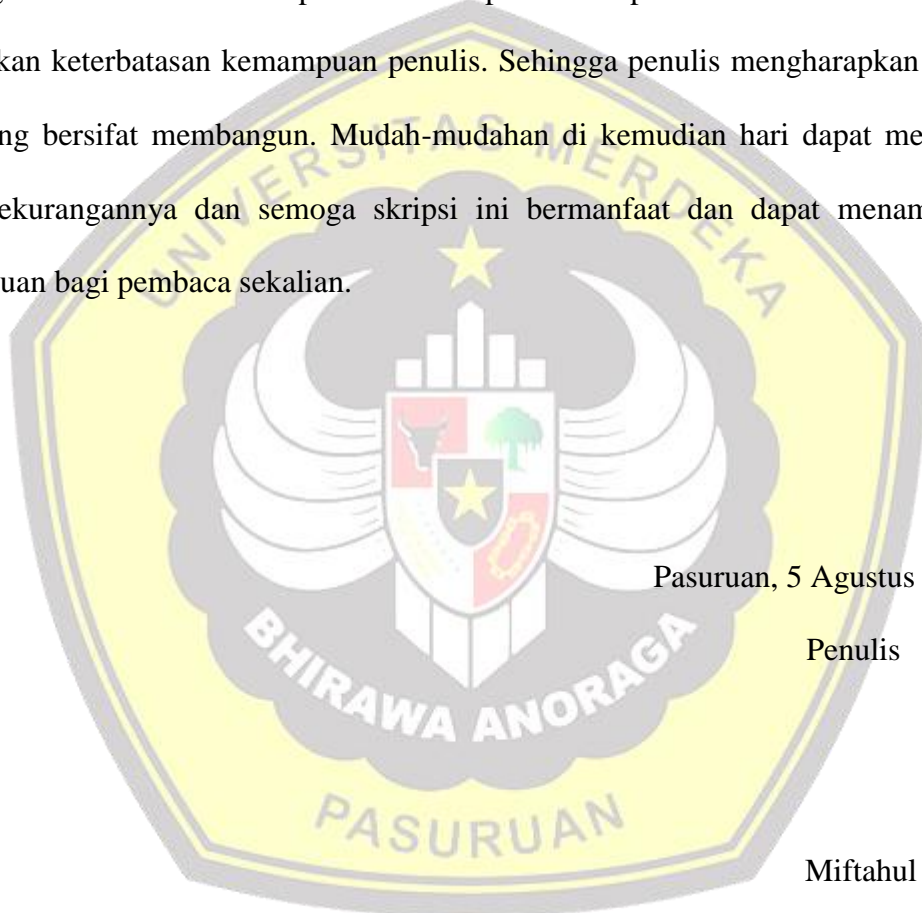 kan keterbatasan kemampuan penulis. Sehingga penulis mengharapkan
ng bersifat membangun. Mudah-mudahan di kemudian hari dapat me
ekurangannya dan semoga skripsi ini bermanfaat dan dapat menam
uan bagi pembaca sekalian.
UNIVERSITAS MERDEKA
BHIRAWA ANORAGA
PASURUAN
Pasuruan, 5 Agustus
Penulis
Miftahul